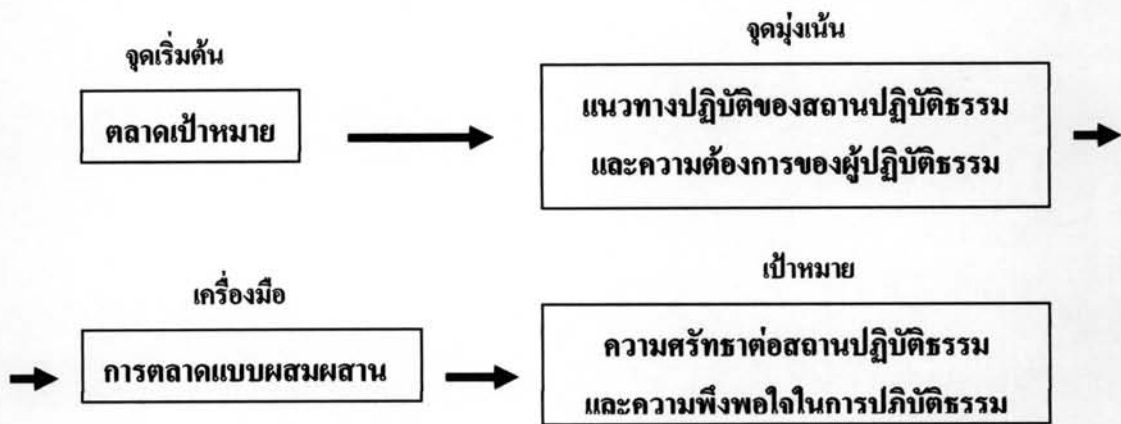 จุดเริ่มต้น
ตลาดเป้าหมาย
จุดมุ่งเน้น
แนวทางปฏิบัติของสถานปฏิบัติธรรม
และความต้องการของผู้ปฏิบัติธรรม
เครื่องมือ
การตลาดแบบผสมผสาน
เป้าหมาย
ความศรัทธาต่อสถานปฏิบัติธรรม
และความพึงพอใจในการปภิบัติธรรม